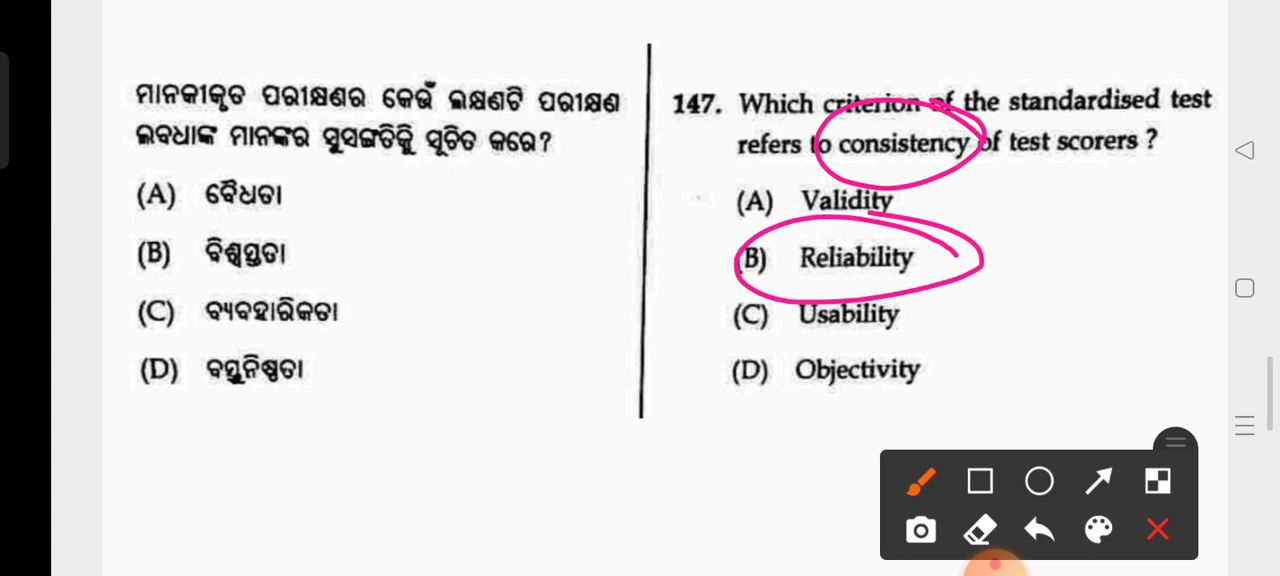 ମାନକୀକୃତ ପରୀକ୍ଷଣର କେଉଁ ଲକ୍ଷଣଟି ପରୀକ୍ଷଣ
ଲବଧାଙ୍କ ମାନଙ୍କର ସୁସଙ୍ଗତିକୁ ସୂଚିତ କରେ?
(A) ବୈଧତା
(B) ବିଶ୍ୱସ୍ତତା
(C) ବ୍ୟବହାରିକତା
(D) ବସ୍ତୁନିଷ୍ଠତା
147. Which criterion of the standardised test
refers to consistency of test scorers ?
(A) Validity
(B) Reliability
(C) Usability
(D) Objectivity